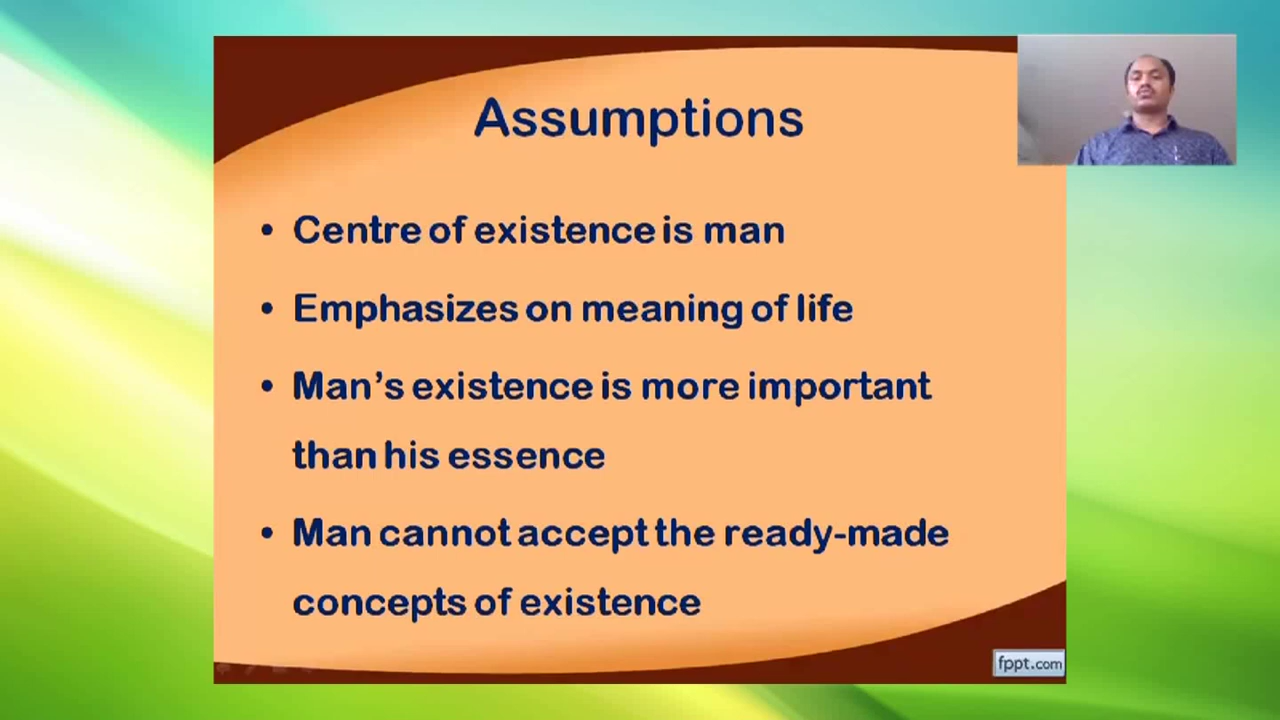 Assumptions
• Centre of existence is man
• Emphasizes on meaning of life
• Man's existence is more important
than his essence
• Man cannot accept the ready-made
concepts of existence
fppt.com